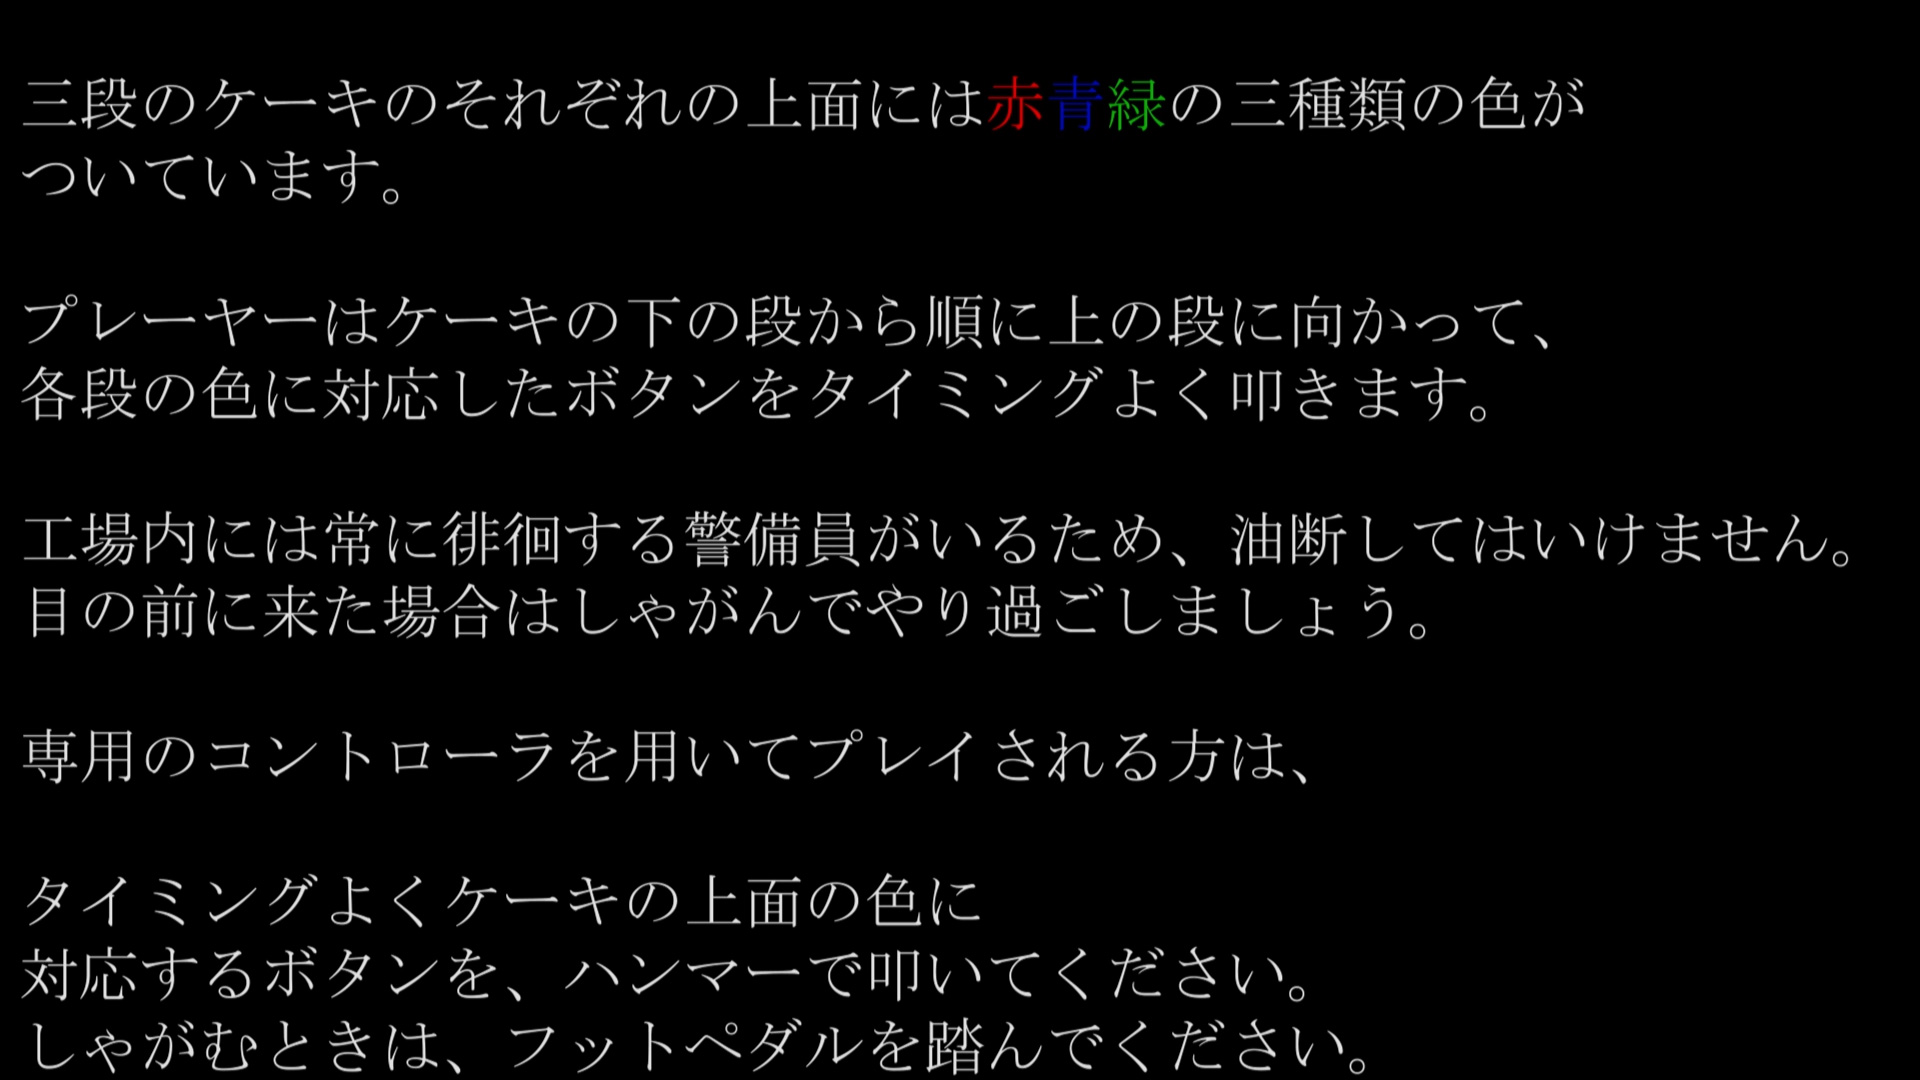 三段のケーキのそれぞれの上面には赤青緑の三種類の色が
ついています。
プレーヤーはケーキの下の段から順に上の段に向かって、
各段の色に対応したボタンをタイミングよく叩きます。
工場内には常に徘徊する警備員がいるため、油断してはいけません。
目の前に来た場合はしゃがんでやり過ごしましょう。
専用のコントローラを用いてプレイされる方は、
タイミングよくケーキの上面の色に
対応するボタンを、ハンマーで叩いてください。
しゃがむときは、フットペダルを踏んでください。